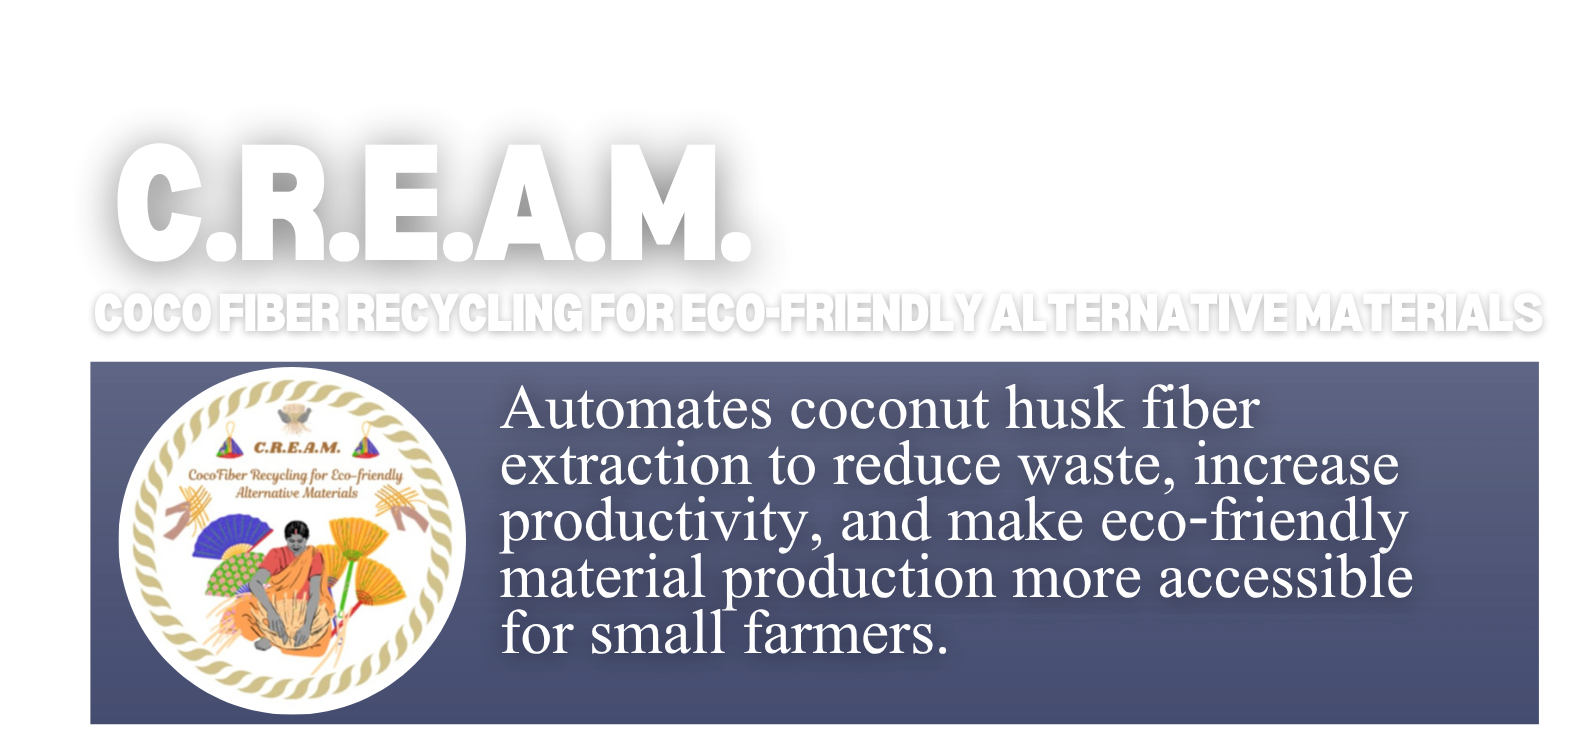 C.R.E.A.M.
COCO FIBER RECYCLING FOR ECO-FRIENDLY ALTERNATIVE MATERIALS
C.R.E.A.M.
CocoFiber Recycling for Eco-friendly
Alternative Materials
Automates coconut husk fiber
extraction to reduce waste, increase
productivity, and make eco-friendly
material production more accessible
for small farmers.